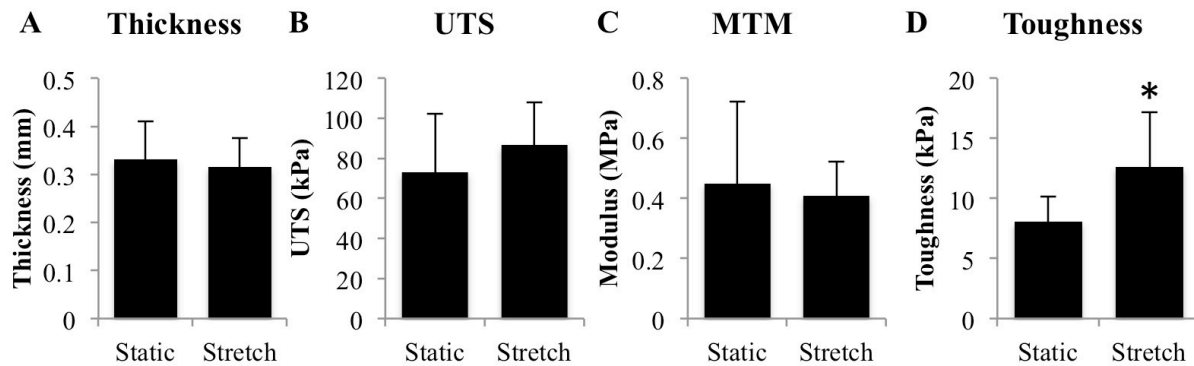 A Thickness
Thickness (mm)
0.5
0.4
0.3
0.2
0.1
0
Static Stretch
B UTS
UTS (kPa)
120
100
80
60
40
20
0
Static Stretch
C MTM
Modulus (MPa)
0.8
0.6
0.4
0.2
0
Static Stretch
D Toughness
Toughness (kPa)
20
15
10
5
0
*
Static Stretch